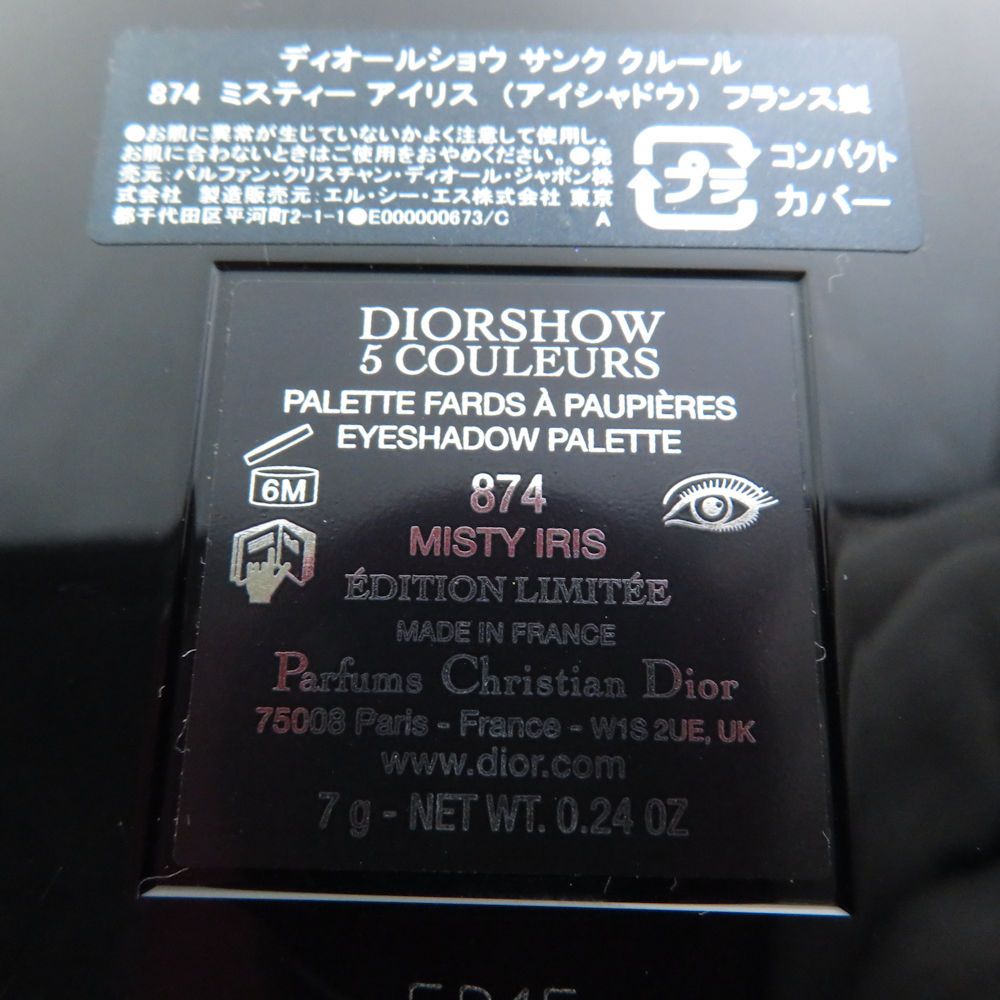 ディオールショウ サンク クルール
874 ミスティー アイリス （アイシャドウ） フランス製
●お肌に異常が生じていないかよく注意して使用し、
お肌に合わないときはご使用をおやめください。●発
売元：パルファン・クリスチャン・ディオール・ジャポン株
式会社 製造販売元：エル・シー・エス株式会社 東京
都千代田区平河町2-1-1●E000000673/C A
プラ
コンパクト
カバー
DIORSHOW
5 COULEURS
PALETTE FARDS À PAUPIÈRES
EYESHADOW PALETTE
6M
874
MISTY IRIS
ÉDITION LIMITÉE
MADE IN FRANCE
Parfums Christian Dior
75008 Paris - France - W1S 2UE, UK
www.dior.com
7 g - NET WT. 0.24 OZ